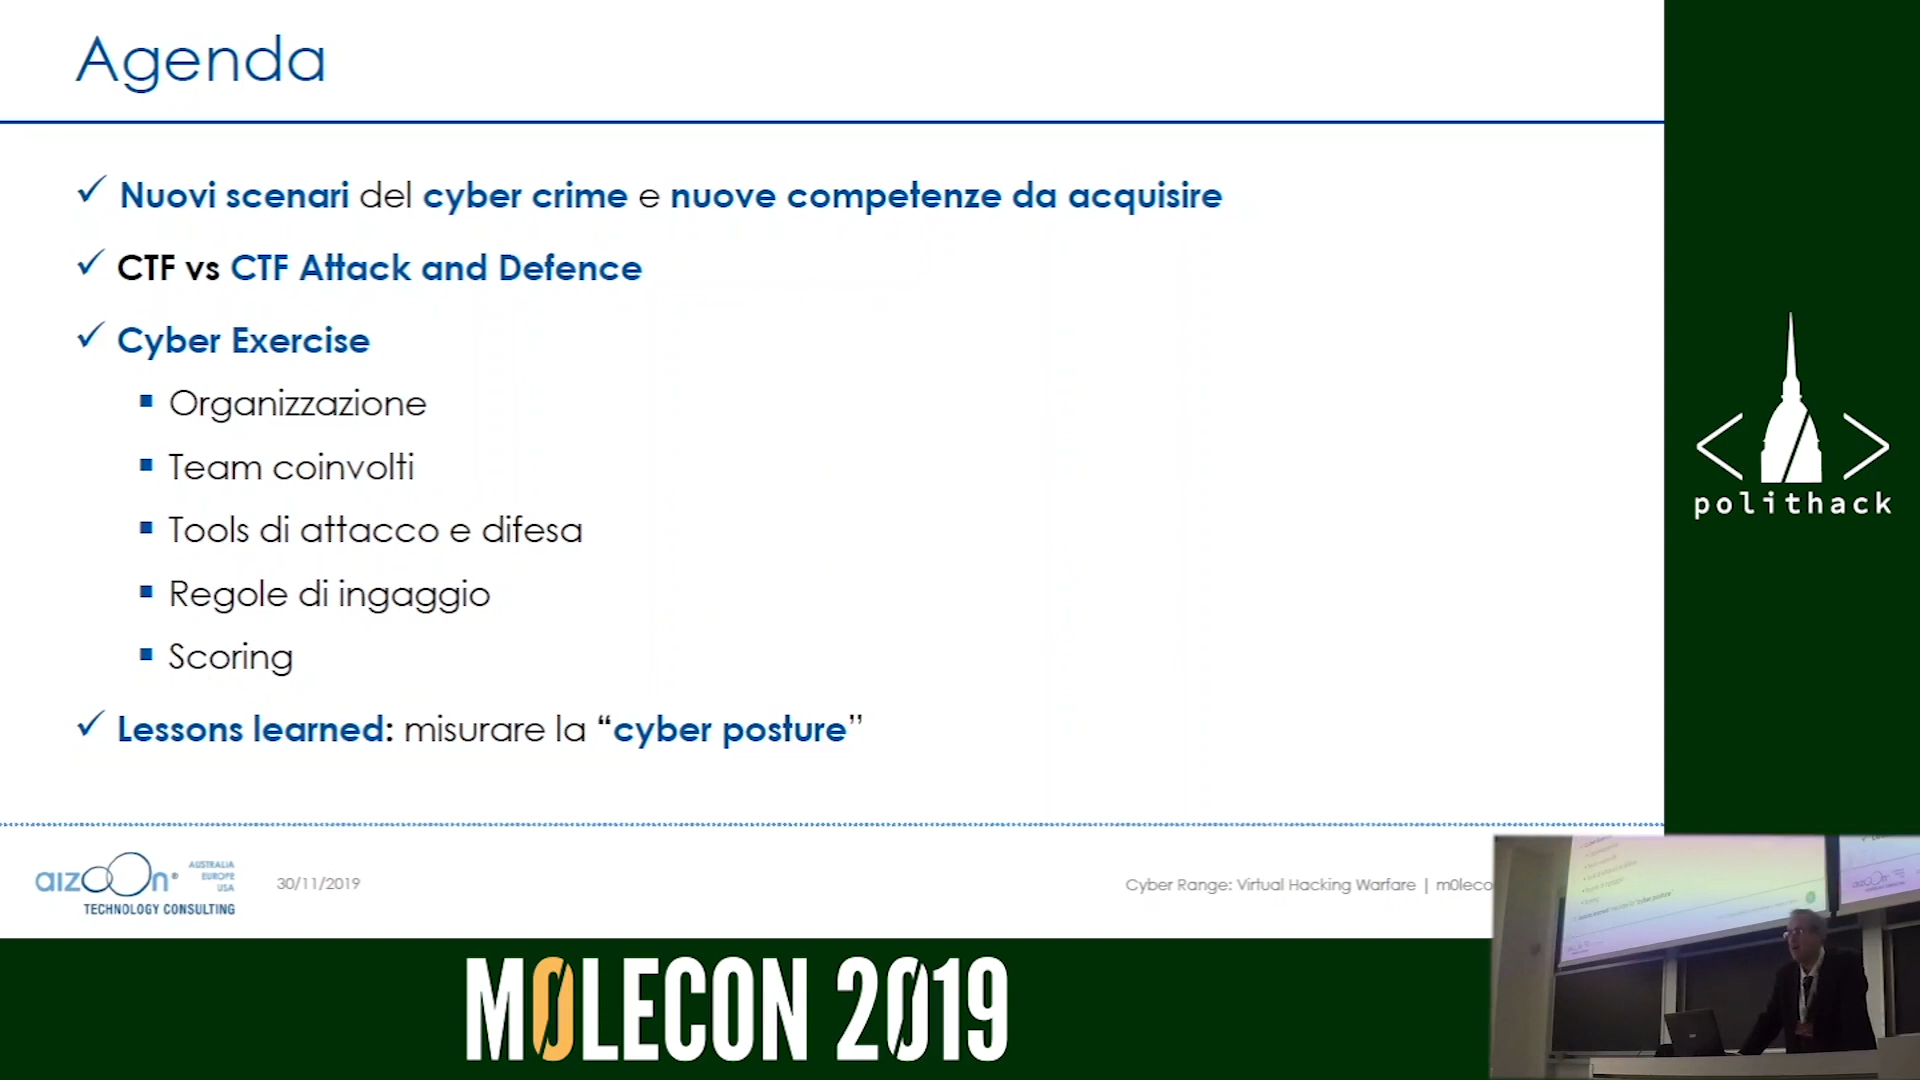 Agenda
Nuovi scenari del cyber crime e nuove competenze da acquisire
CTF vs CTF Attack and Defence
Cyber Exercise
Organizzazione
Team coinvolti
Tools di attacco e difesa
Regole di ingaggio
Scoring
Lessons learned: misurare la “cyber posture”
polithack
aizoOn®
AUSTRALIA
EUROPE
USA
TECHNOLOGY CONSULTING
30/11/2019
Cyber Range: Virtual Hacking Warfare | m0leco
M0LECON 2019